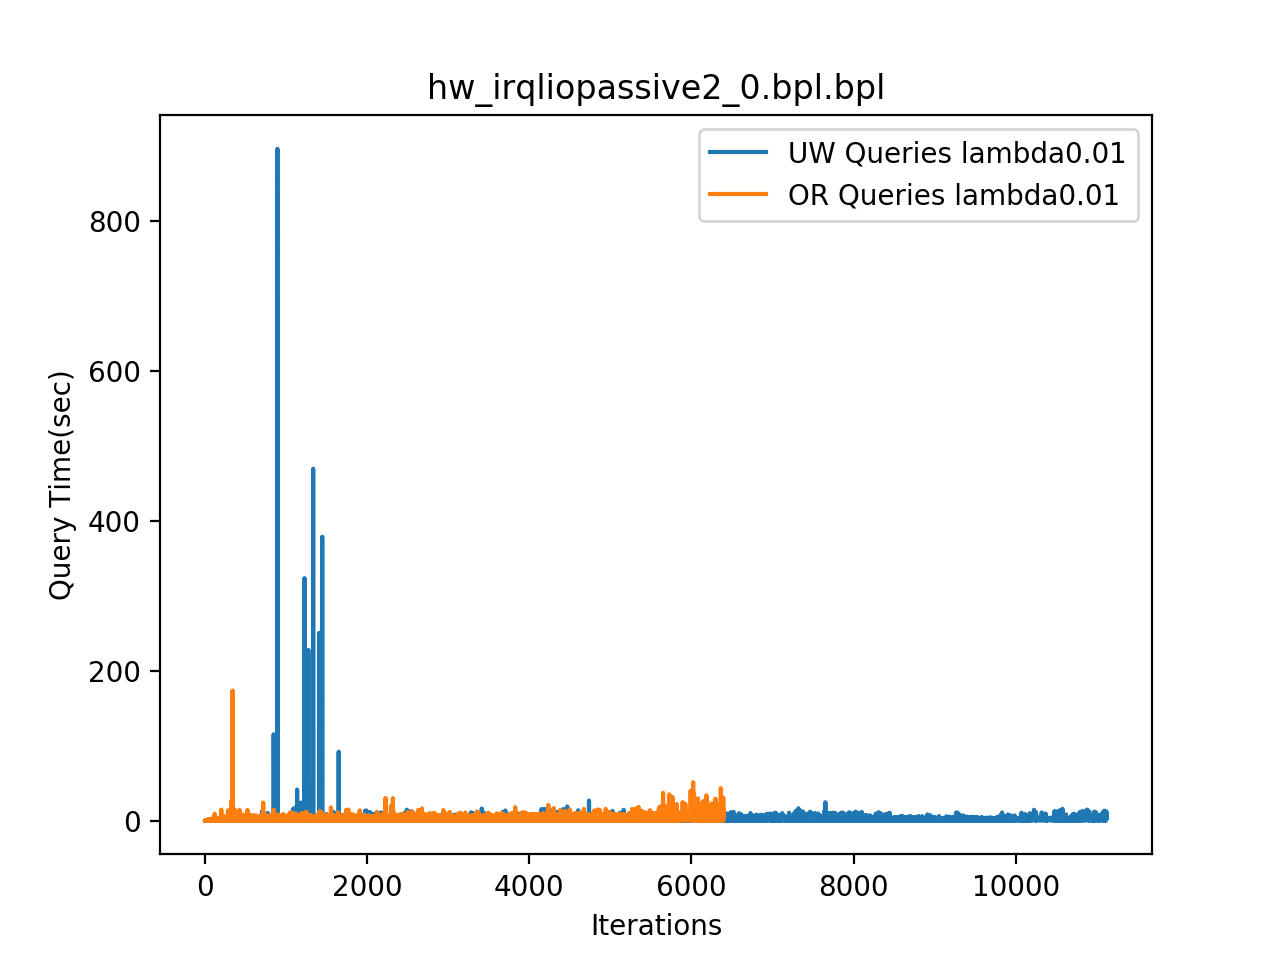 hw_irqliopassive2_0.bpl.bpl
UW Queries lambda0.01
OR Queries lambda0.01
800
600
400
200
0
Query Time(sec)
0 2000 4000 6000 8000 10000
Iterations